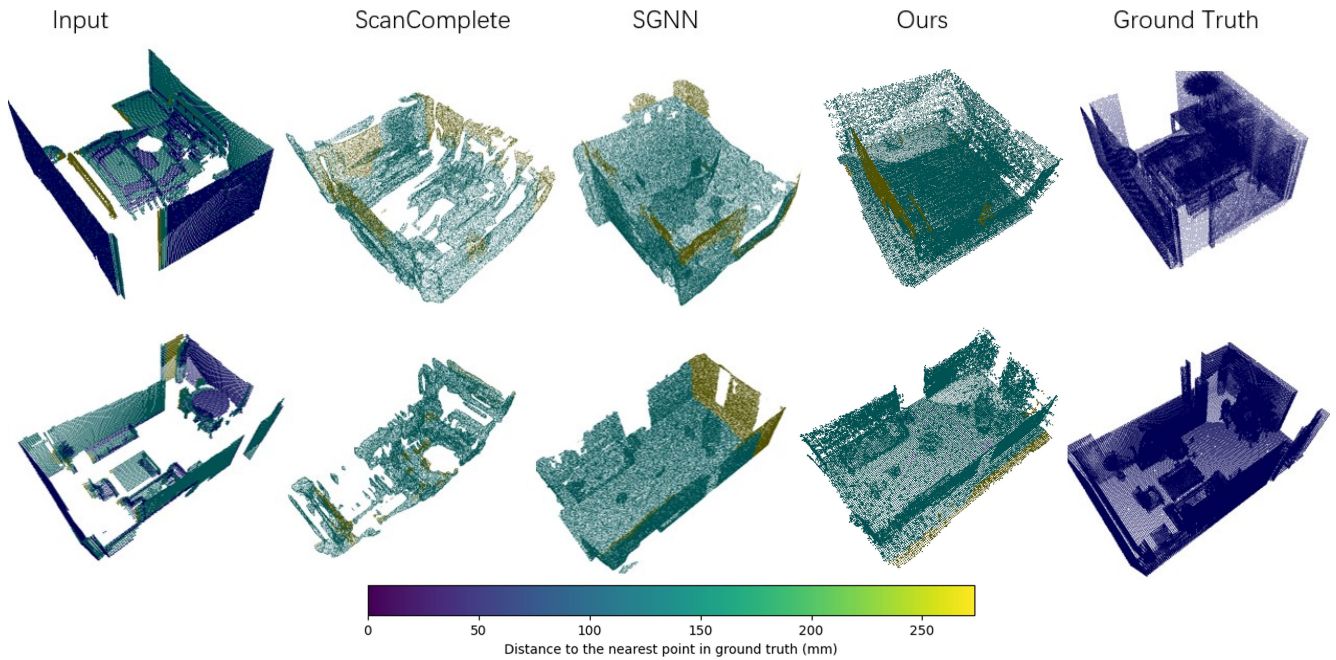 Input ScanComplete SGNN Ours Ground Truth
0 50 100 150 200 250
Distance to the nearest point in ground truth (mm)